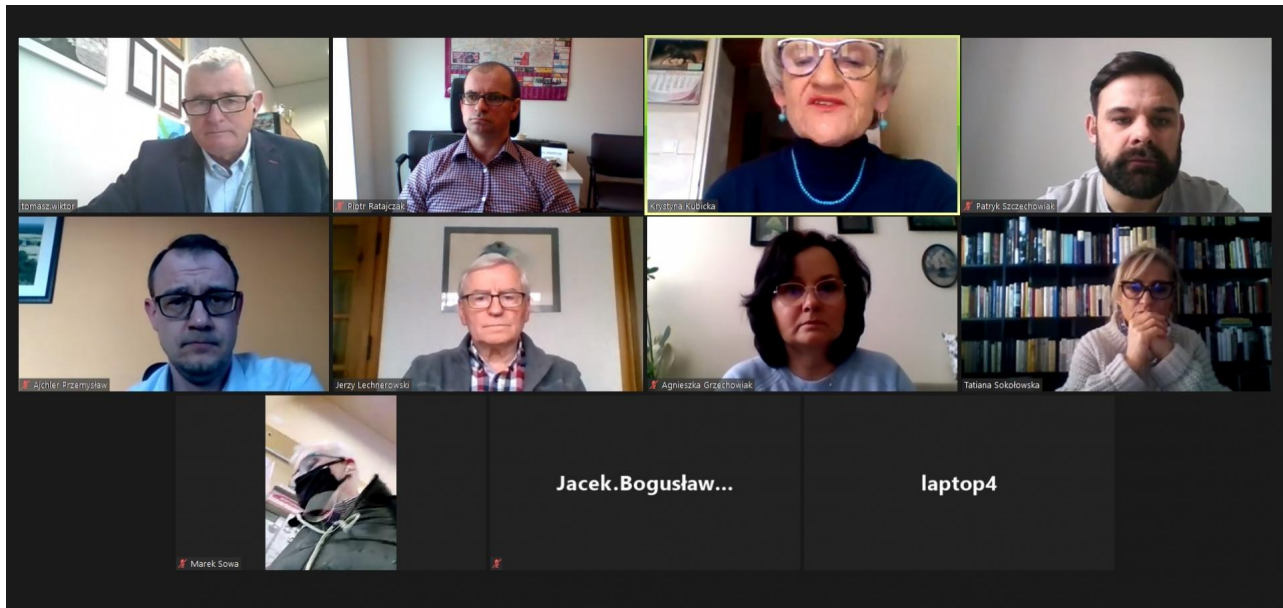 tomasz.wiktor
Piotr Ratajczak
Krystyna Kubicka
Patryk Szczechowiak
Ajchler Przemysław
Jerzy Lechnerowski
Agnieszka Grzechowiak
Tatiana Sokołowska
Marek Sowa
Jacek.Bogusław...
laptop4